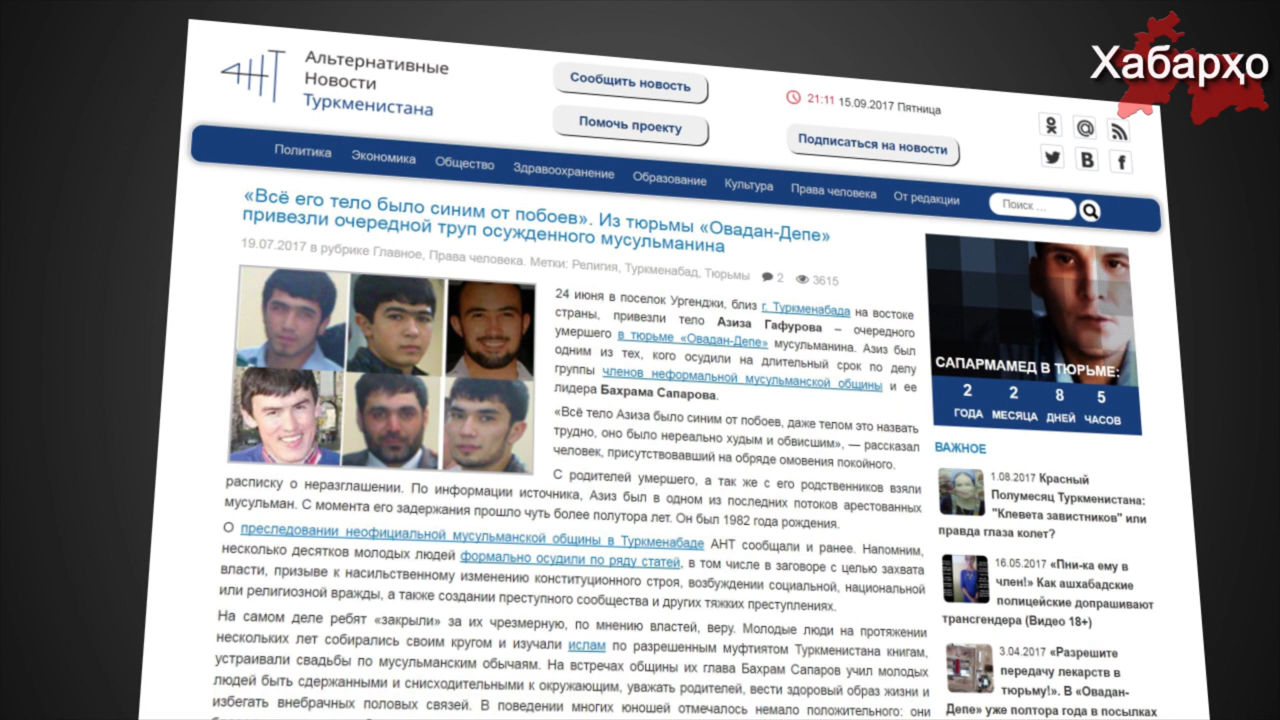 Хабарҳо
Альтернативные
Новости
Туркменистана
Сообщить новость
Помочь проекту
21:11 15.09.2017 Пятница
Подписаться на новости
Политика Экономика Общество Здравоохранение Образование Культура Права человека От редакции Поиск ...
«Всё его тело было синим от побоев». Из тюрьмы «Овадан-Депе»
привезли очередной труп осужденного мусульманина
19.07.2017 в рубрике Главное, Права человека. Метки: Религия, Туркменабад, Тюрьмы 2 3615
24 июня в поселок Ургенджи, близ г. Туркменабада на востоке
страны, привезли тело Азиза Гафурова – очередного
умершего в тюрьме «Овадан-Депе» мусульманина. Азиз был
одним из тех, кого осудили на длительный срок по делу
группы членов неформальной мусульманской общины и ее
лидера Бахрама Сапарова.
«Всё тело Азиза было синим от побоев, даже телом это назвать
трудно, оно было нереально худым и обвисшим», — рассказал
человек, присутствовавший на обряде омовения покойного.
С родителей умершего, а так же с его родственников взяли
расписку о неразглашении. По информации источника, Азиз был в одном из последних потоков арестованных
мусульман. С момента его задержания прошло чуть более полутора лет. Он был 1982 года рождения.
О преследовании неофициальной мусульманской общины в Туркменабаде АНТ сообщали и ранее. Напомним,
несколько десятков молодых людей формально осудили по ряду статей, в том числе в заговоре с целью захвата
власти, призыве к насильственному изменению конституционного строя, возбуждении социальной, национальной
или религиозной вражды, а также создании преступного сообщества и других тяжких преступлениях.
На самом деле ребят «закрыли» за их чрезмерную, по мнению властей, веру. Молодые люди на протяжении
нескольких лет собирались своим кругом и изучали ислам по разрешенным муфтиятом Туркменистана книгам,
устраивали свадьбы по мусульманским обычаям. На встречах общины их глава Бахрам Сапаров учил молодых
людей быть сдержанными и снисходительными к окружающим, уважать родителей, вести здоровый образ жизни и
избегать внебрачных половых связей. В поведении многих юношей отмечалось немало положительного: они
САПАРМАМЕД В ТЮРЬМЕ:
2 2 8 5
ГОДА МЕСЯЦА ДНЕЙ ЧАСОВ
ВАЖНОЕ
1.08.2017 Красный
Полумесяц Туркменистана:
"Клевета завистников" или
правда глаза колет?
16.05.2017 «Пни-ка ему в
член!» Как ашхабадские
полицейские допрашивают
трансгендера (Видео 18+)
3.04.2017 «Разрешите
передачу лекарств в
тюрьму!». В «Овадан-
Депе» уже полтора года в посылках